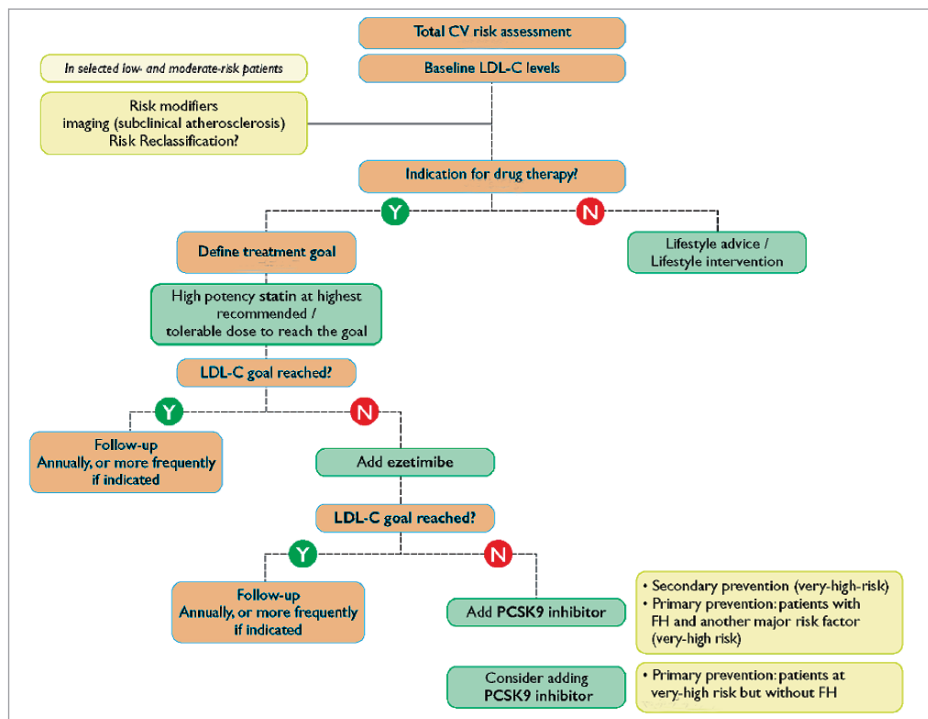 Total CV risk assessment
In selected low- and moderate-risk patients
Baseline LDL-C levels
Risk modifiers
imaging (subclinical atherosclerosis)
Risk Reclassification?
Indication for drug therapy?
Y
N
Define treatment goal
Lifestyle advice /
Lifestyle intervention
High potency statin at highest
recommended /
tolerable dose to reach the goal
LDL-C goal reached?
Y
N
Follow-up
Annually, or more frequently
if indicated
Add ezetimibe
LDL-C goal reached?
Y
N
Follow-up
Annually, or more frequently
if indicated
Add PCSK9 inhibitor
• Secondary prevention (very-high-risk)
• Primary prevention: patients with
FH and another major risk factor
(very-high risk)
Consider adding
PCSK9 inhibitor
• Primary prevention: patients at
very-high risk but without FH